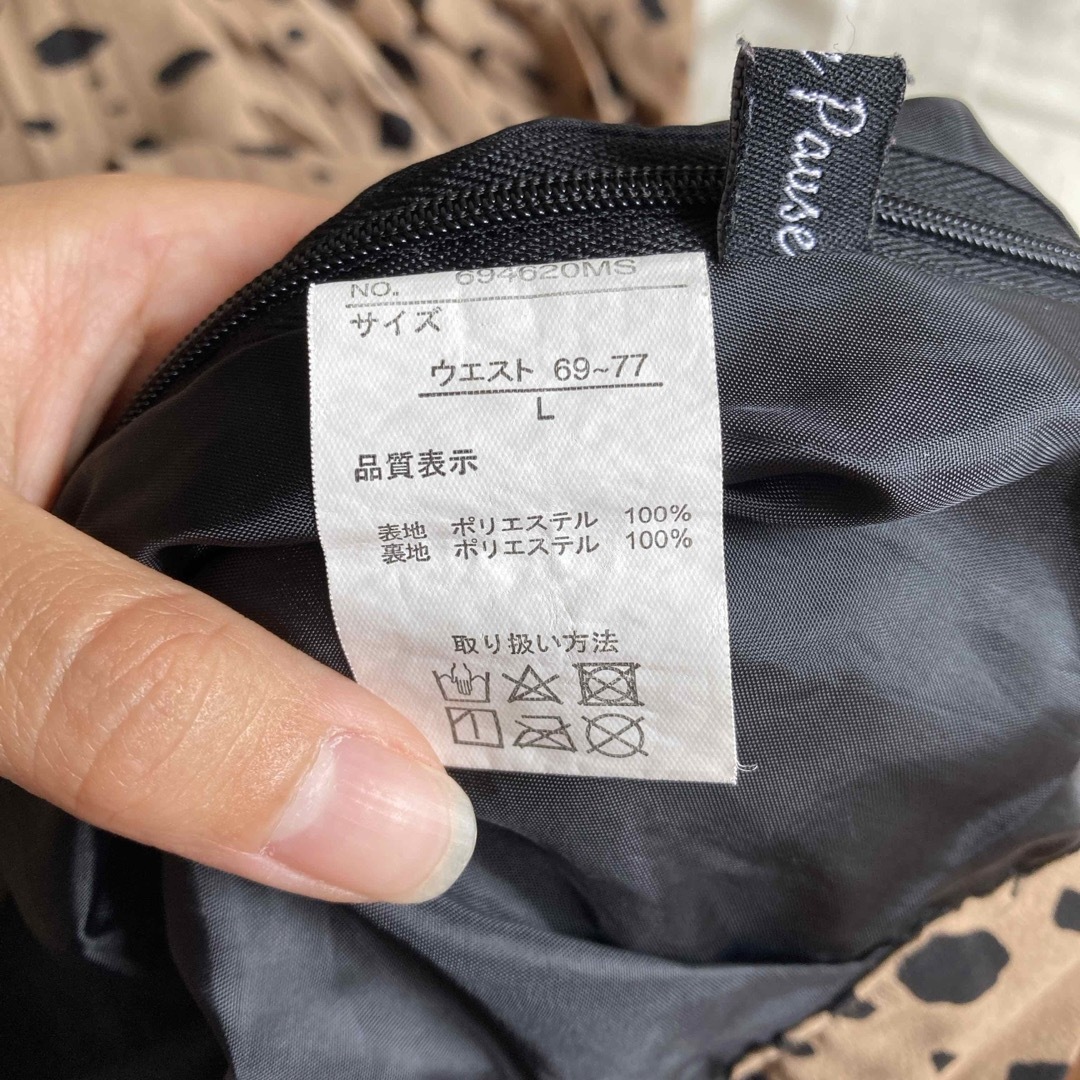 Pause
NO. 694620MS
サイズ
ウエスト 69~77
L
品質表示
表地 ポリエステル 100%
裏地 ポリエステル 100%
取り扱い方法